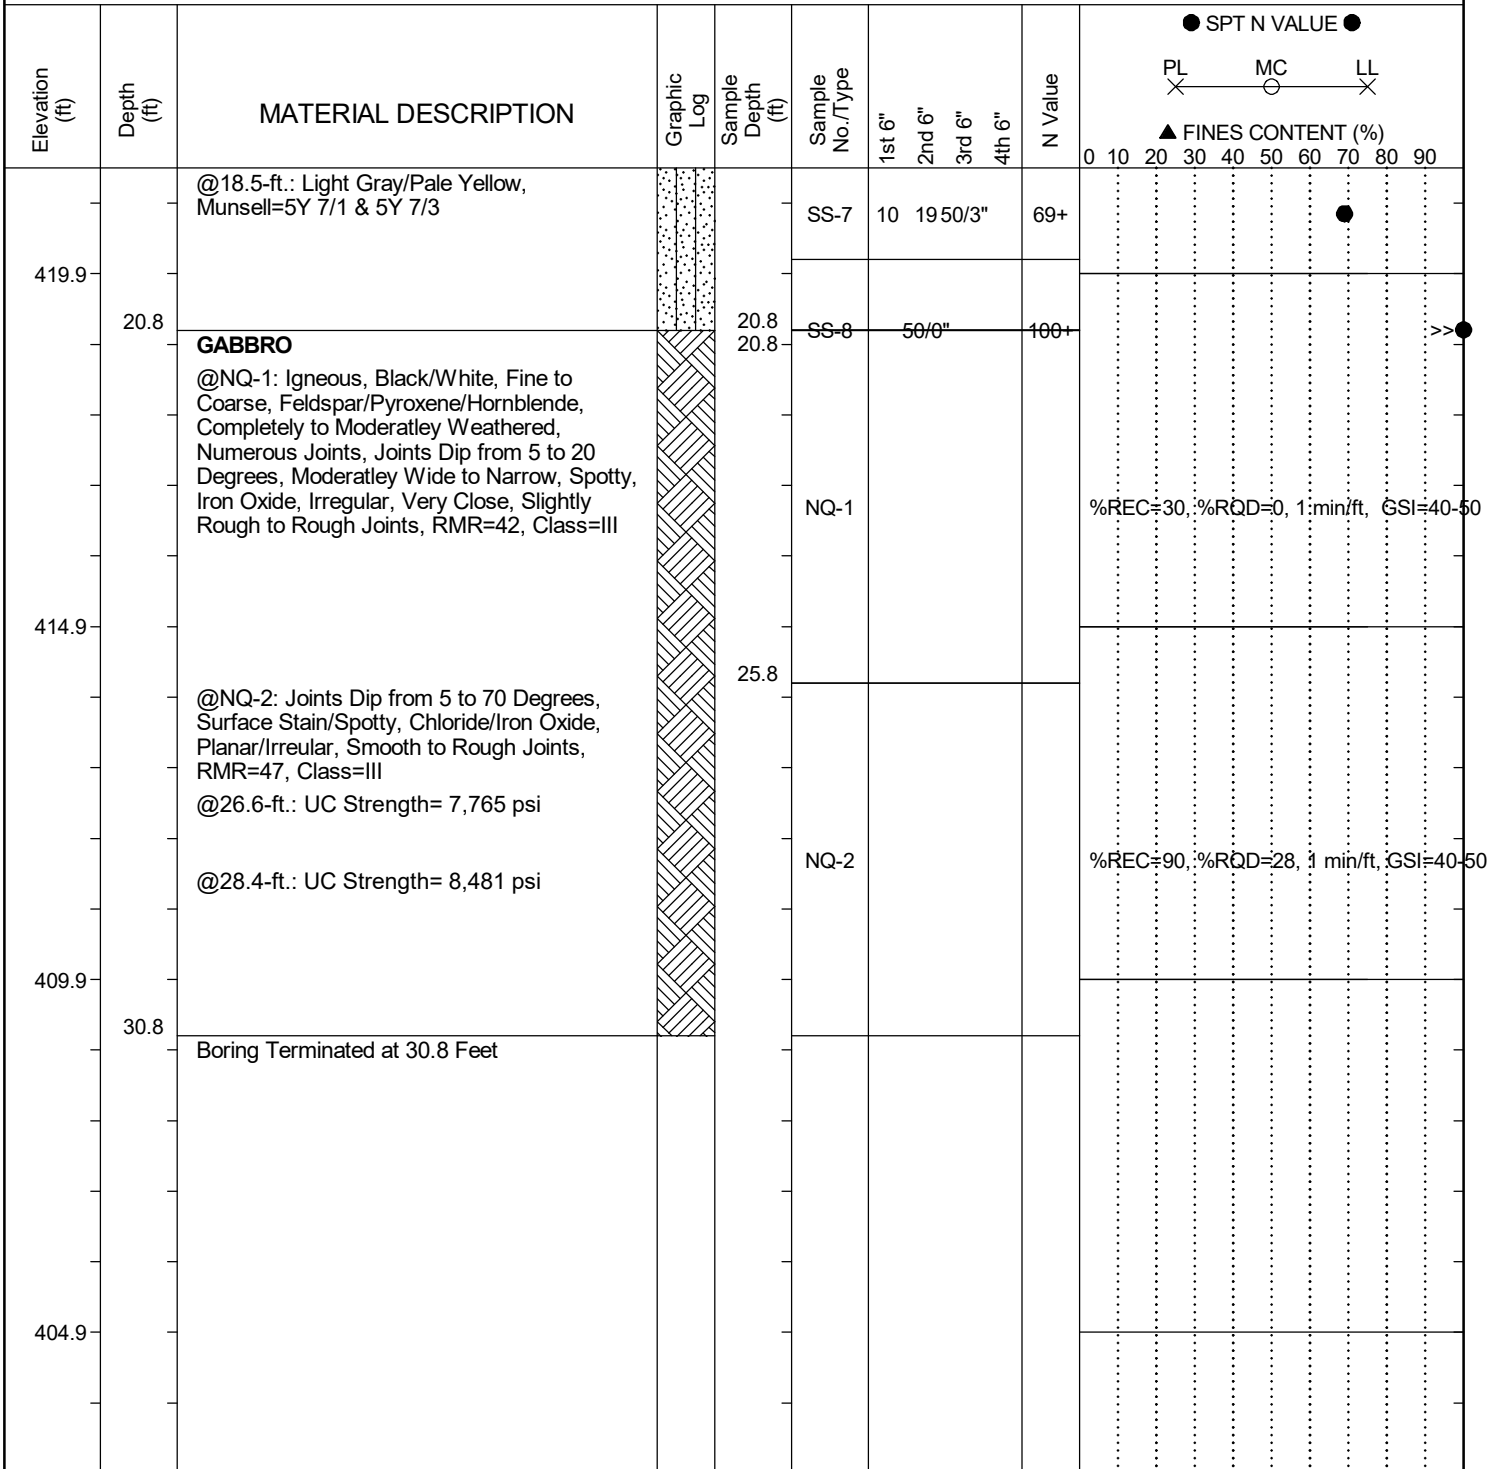 ● SPT N VALUE ●
PL MC LL
▲ FINES CONTENT (%)
0 10 20 30 40 50 60 70 80 90
Elevation
(ft)
Depth
(ft)
MATERIAL DESCRIPTION
Graphic
Log
Sample
Depth
(ft)
Sample
No./Type
1st 6"
2nd 6"
3rd 6"
4th 6"
N Value
@18.5-ft.: Light Gray/Pale Yellow,
Munsell=5Y 7/1 & 5Y 7/3
SS-7 10 19 50/3" 69+
419.9
20.8
20.8
SS-8 50/0" 100+ >>
20.8
GABBRO
@NQ-1: Igneous, Black/White, Fine to
Coarse, Feldspar/Pyroxene/Hornblende,
Completely to Moderatley Weathered,
Numerous Joints, Joints Dip from 5 to 20
Degrees, Moderatley Wide to Narrow, Spotty,
Iron Oxide, Irregular, Very Close, Slightly
Rough to Rough Joints, RMR=42, Class=III
NQ-1 %REC=30, %RQD=0, 1 min/ft, GSI=40-50
414.9
25.8
@NQ-2: Joints Dip from 5 to 70 Degrees,
Surface Stain/Spotty, Chloride/Iron Oxide,
Planar/Irreular, Smooth to Rough Joints,
RMR=47, Class=III
@26.6-ft.: UC Strength= 7,765 psi
NQ-2 %REC=90, %RQD=28, 1 min/ft, GSI=40-50
@28.4-ft.: UC Strength= 8,481 psi
409.9
30.8
Boring Terminated at 30.8 Feet
404.9